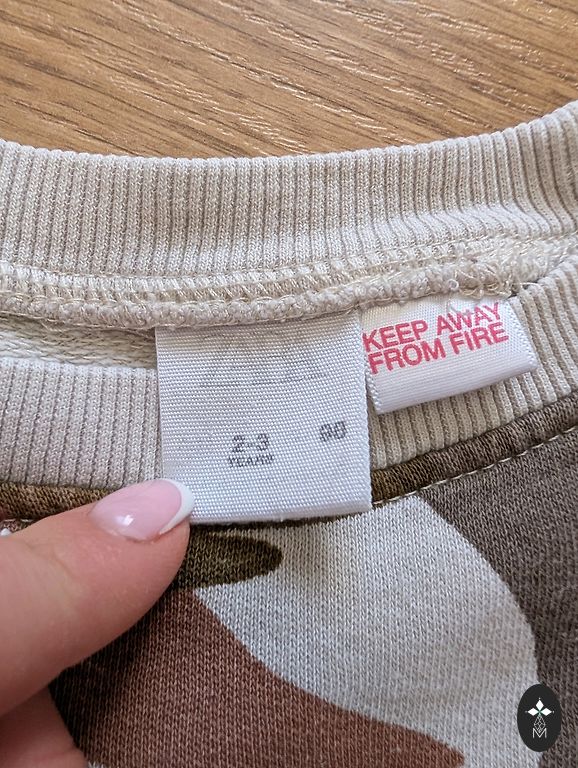 KEEP AWAY
FROM FIRE
2-3
YEARS
98
M